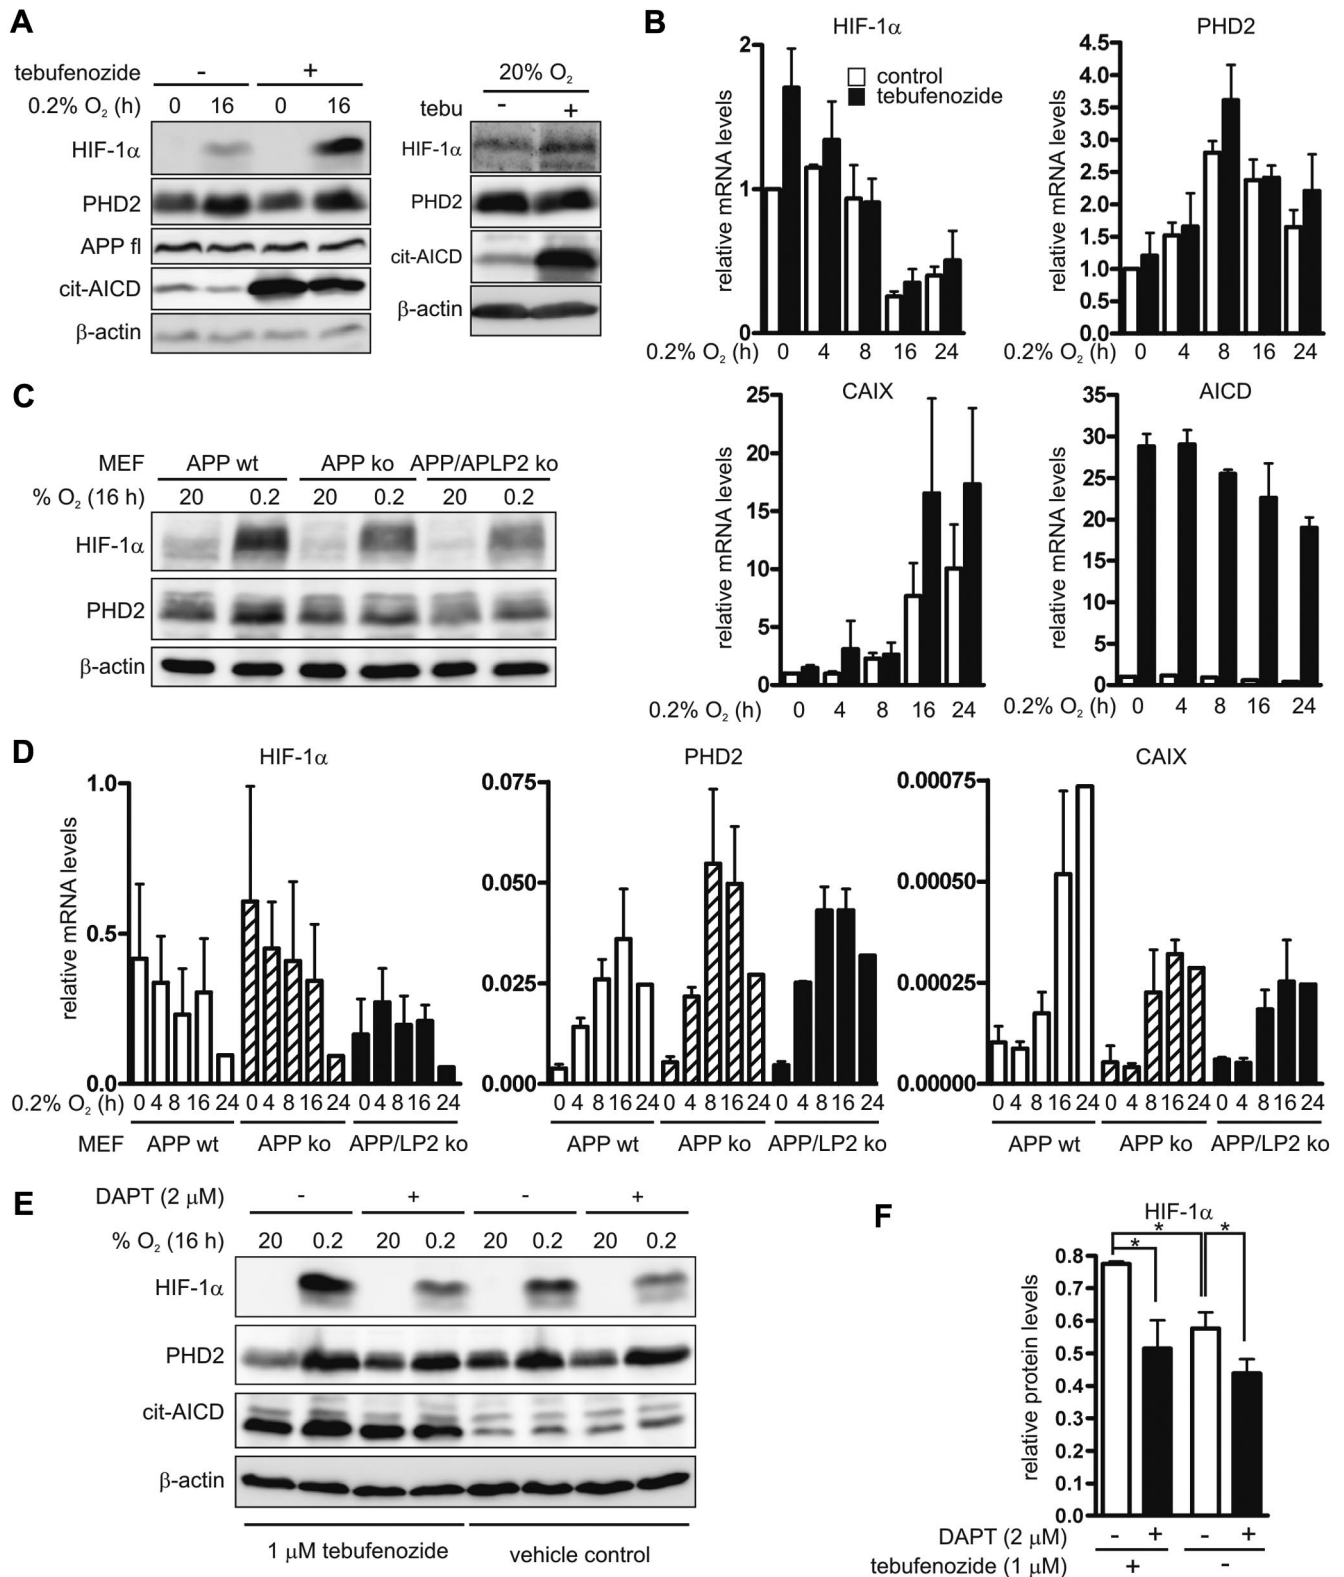 A
tebufenozide - +
0.2% O₂ (h) 0 16 0 16
HIF-1α
PHD2
APP fl
cit-AICD
β-actin
20% O₂
tebu - +
HIF-1α
PHD2
cit-AICD
β-actin
B
HIF-1α
control
tebufenozide
relative mRNA levels
2
1
0
0.2% O₂ (h) 0 4 8 16 24
PHD2
relative mRNA levels
4.5
4.0
3.5
3.0
2.5
2.0
1.5
1.0
0.5
0.0
0.2% O₂ (h) 0 4 8 16 24
CAIX
relative mRNA levels
25
20
15
10
5
0
0.2% O₂ (h) 0 4 8 16 24
AICD
relative mRNA levels
35
30
25
20
15
10
5
0
0.2% O₂ (h) 0 4 8 16 24
C
MEF APP wt APP ko APP/APLP2 ko
% O₂ (16 h) 20 0.2 20 0.2 20 0.2
HIF-1α
PHD2
β-actin
D
HIF-1α
relative mRNA levels
1.0
0.5
0.0
0.2% O₂ (h) 0 4 8 16 24 0 4 8 16 24 0 4 8 16 24
MEF APP wt APP ko APP/LP2 ko
PHD2
0.075
0.050
0.025
0.000
0 4 8 16 24 0 4 8 16 24 0 4 8 16 24
APP wt APP ko APP/LP2 ko
CAIX
0.00075
0.00050
0.00025
0.00000
0 4 8 16 24 0 4 8 16 24 0 4 8 16 24
APP wt APP ko APP/LP2 ko
E
DAPT (2 μM) - + - +
% O₂ (16 h) 20 0.2 20 0.2 20 0.2 20 0.2
HIF-1α
PHD2
cit-AICD
β-actin
1 μM tebufenozide vehicle control
F
HIF-1α
* *
*
relative protein levels
0.8
0.7
0.6
0.5
0.4
0.3
0.2
0.1
0.0
DAPT (2 μM) - + - +
tebufenozide (1 μM) + -